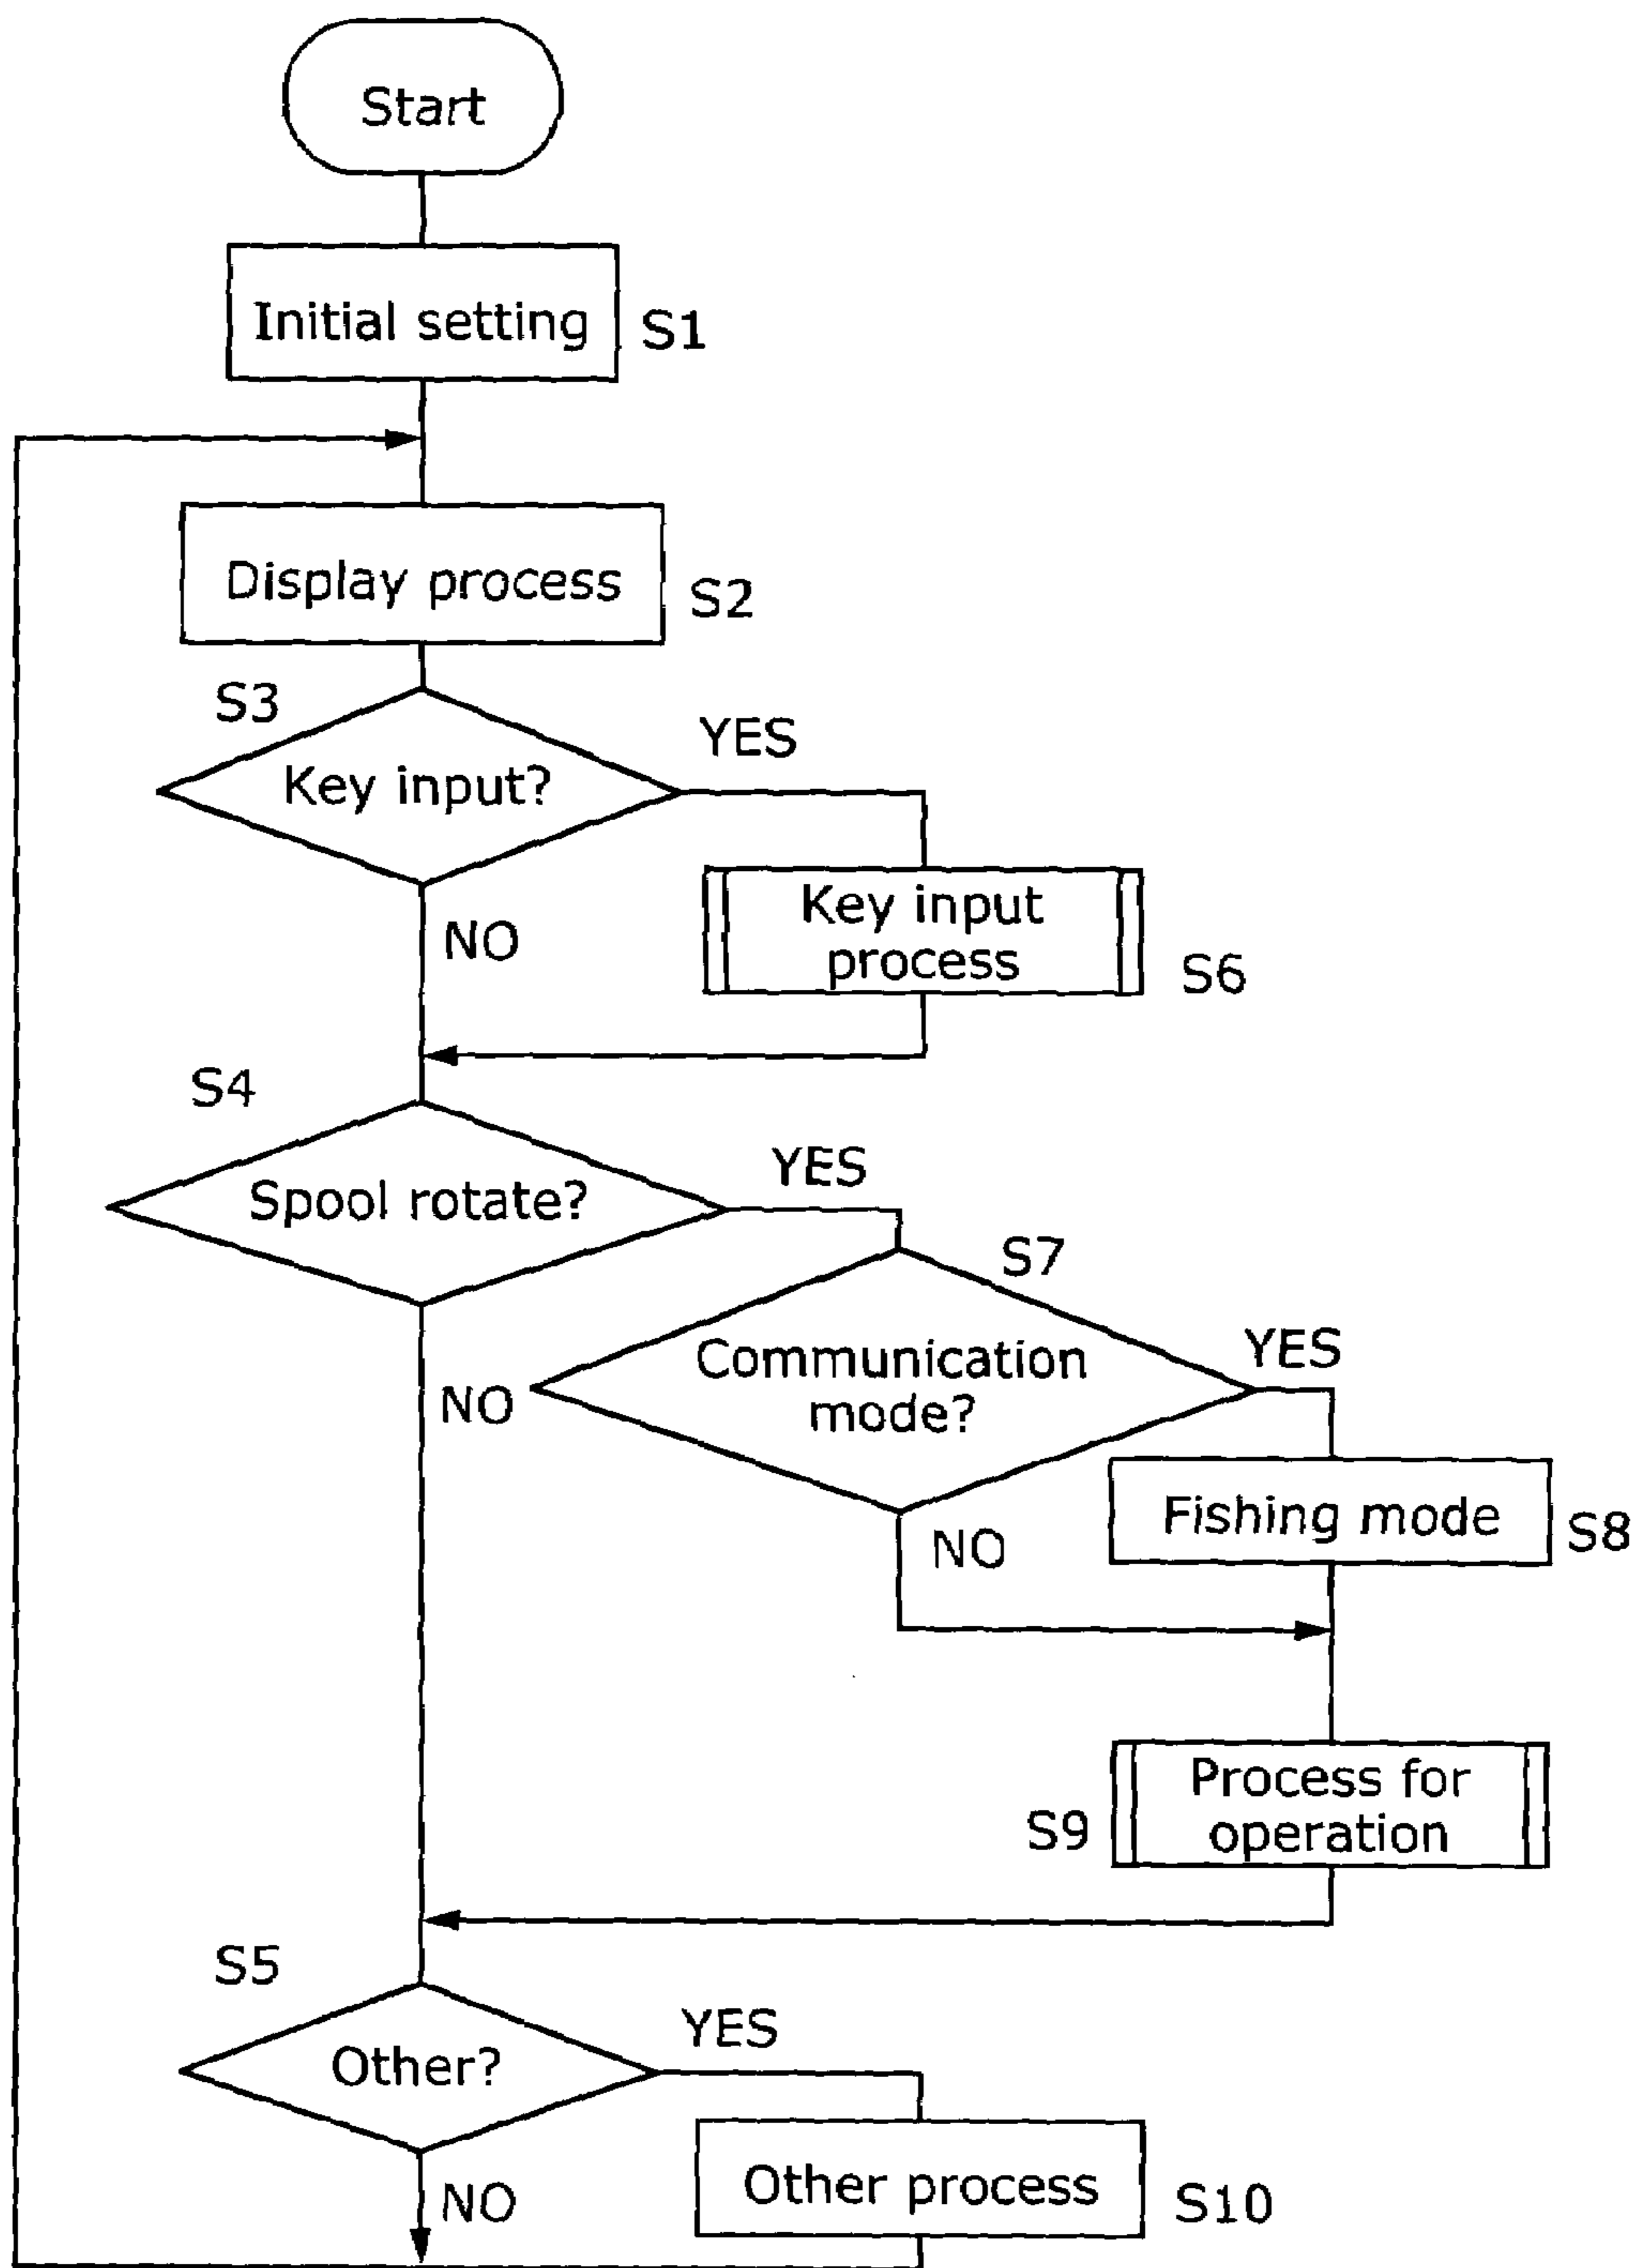 Start
Initial setting
S1
Display process
S2
S3
Key input?
YES
NO
Key input
process
S6
S4
Spool rotate?
YES
NO
S7
Communication
mode?
YES
NO
Fishing mode
S8
Process for
operation
S9
S5
Other?
YES
NO
Other process
S10